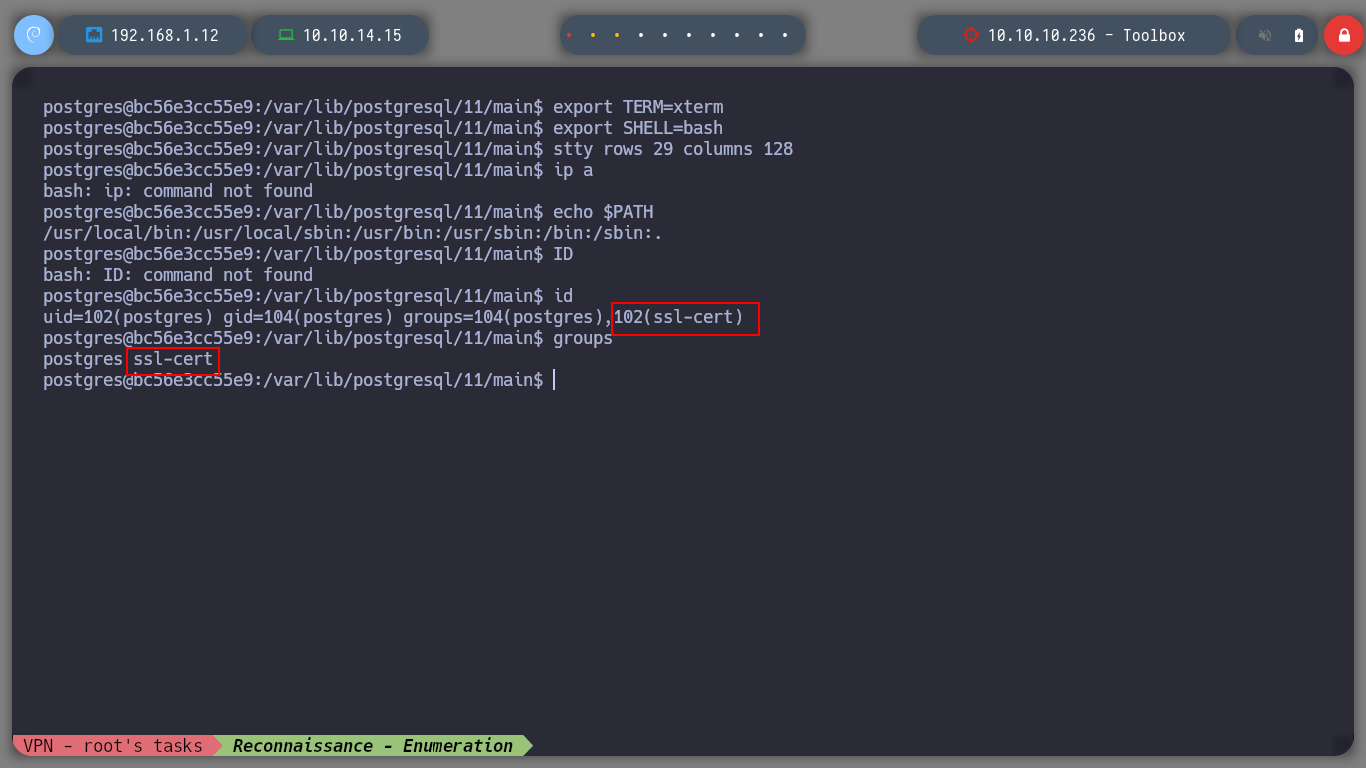 192.168.1.12
10.10.14.15
10.10.10.236 - Toolbox
postgres@bc56e3cc55e9:/var/lib/postgresql/11/main$ export TERM=xterm
postgres@bc56e3cc55e9:/var/lib/postgresql/11/main$ export SHELL=bash
postgres@bc56e3cc55e9:/var/lib/postgresql/11/main$ stty rows 29 columns 128
postgres@bc56e3cc55e9:/var/lib/postgresql/11/main$ ip a
bash: ip: command not found
postgres@bc56e3cc55e9:/var/lib/postgresql/11/main$ echo $PATH
/usr/local/bin:/usr/local/sbin:/usr/bin:/usr/sbin:/bin:/sbin:.
postgres@bc56e3cc55e9:/var/lib/postgresql/11/main$ ID
bash: ID: command not found
postgres@bc56e3cc55e9:/var/lib/postgresql/11/main$ id
uid=102(postgres) gid=104(postgres) groups=104(postgres),102(ssl-cert)
postgres@bc56e3cc55e9:/var/lib/postgresql/11/main$ groups
postgres ssl-cert
postgres@bc56e3cc55e9:/var/lib/postgresql/11/main$
VPN - root's tasks
Reconnaissance - Enumeration